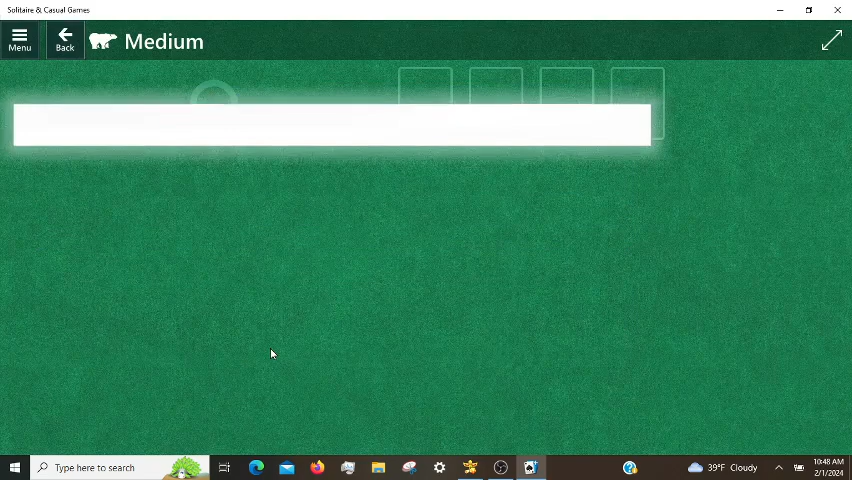 Solitaire & Casual Games
Menu
Back
Medium
Type here to search
39°F Cloudy
10:48 AM
2/1/2024